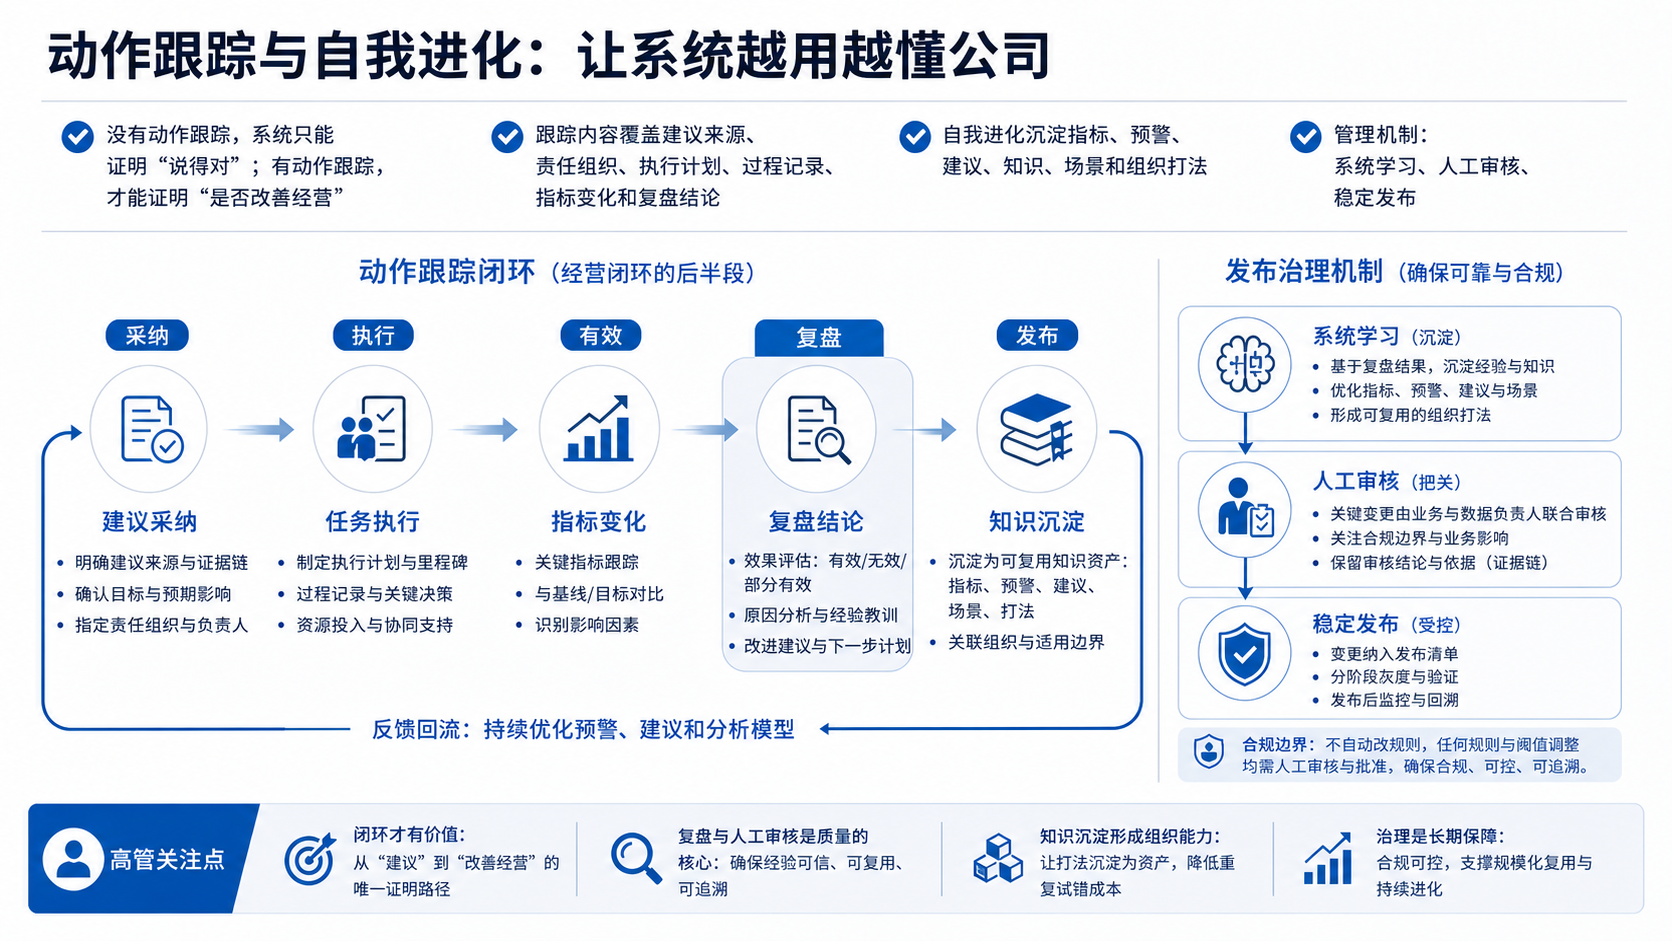 动作跟踪与自我进化：让系统越用越懂公司
没有动作跟踪，系统只能
证明“说得对”；有动作跟踪，
才能证明“是否改善经营”
跟踪内容覆盖建议来源、
责任组织、执行计划、过程记录、
指标变化和复盘结论
自我进化沉淀指标、预警、
建议、知识、场景和组织打法
管理机制：
系统学习、人工审核、
稳定发布
动作跟踪闭环（经营闭环的后半段）
采纳
建议采纳
• 明确建议来源与证据链
• 确认目标与预期影响
• 指定责任组织与负责人
执行
任务执行
• 制定执行计划与里程碑
• 过程记录与关键决策
• 资源投入与协同支持
有效
指标变化
• 关键指标跟踪
• 与基线/目标对比
• 识别影响因素
复盘
复盘结论
• 效果评估：有效/无效/
部分有效
• 原因分析与经验教训
• 改进建议与下一步计划
发布
知识沉淀
• 沉淀为可复用知识资产：
指标、预警、建议、
场景、打法
• 关联组织与适用边界
反馈回流：持续优化预警、建议和分析模型
发布治理机制（确保可靠与合规）
系统学习（沉淀）
• 基于复盘结果，沉淀经验与知识
• 优化指标、预警、建议与场景
• 形成可复用的组织打法
人工审核（把关）
• 关键变更由业务与数据负责人联合审核
• 关注合规边界与业务影响
• 保留审核结论与依据（证据链）
稳定发布（受控）
• 变更纳入发布清单
• 分阶段灰度与验证
• 发布后监控与回溯
合规边界：不自动改规则，任何规则与阈值调整
均需人工审核与批准，确保合规、可控、可追溯。
高管关注点
闭环才有价值：
从“建议”到“改善经营”的
唯一证明路径
复盘与人工审核是质量的
核心：确保经验可信、可复用、
可追溯
知识沉淀形成组织能力：
让打法沉淀为资产，降低重
复试错成本
治理是长期保障：
合规可控，支撑规模化复用与
持续进化